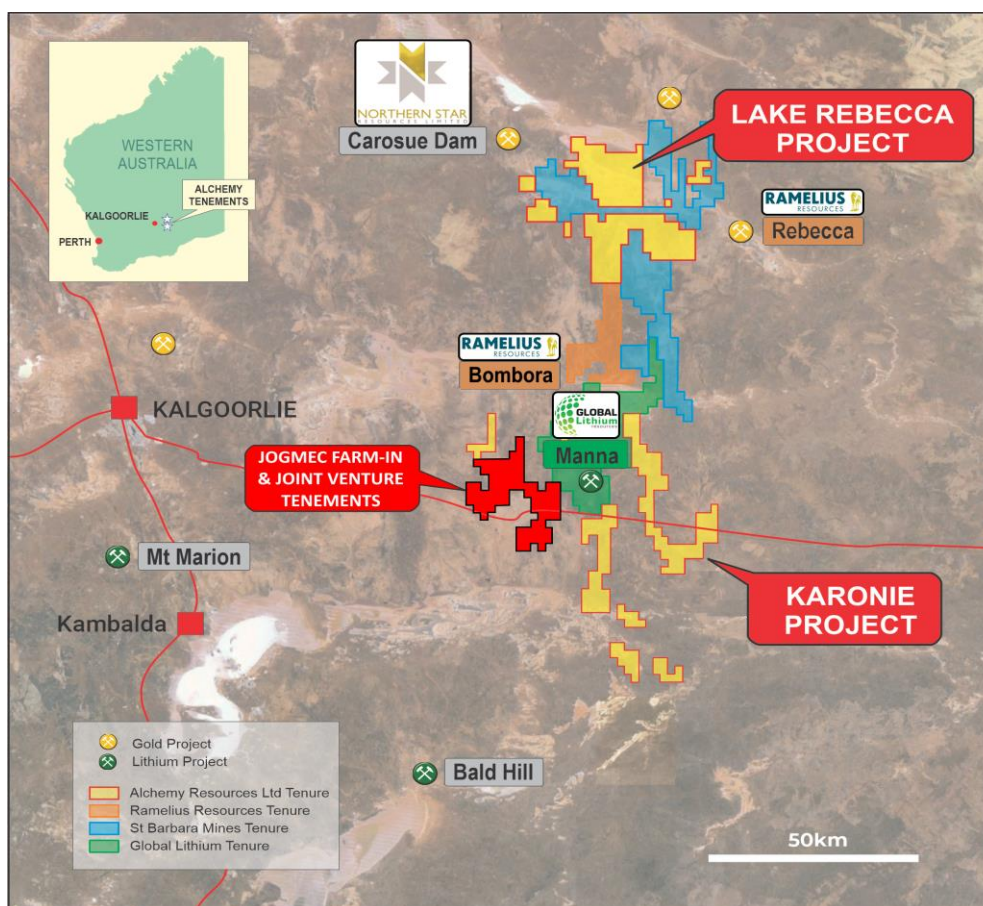 WESTERN
AUSTRALIA
ALCHEMY
TENEMENTS
KALGOORLIE
PERTH
NORTHERN STAR
RESOURCES LIMITED
Carosue Dam
LAKE REBECCA
PROJECT
RAMELIUS
RESOURCES
Rebecca
RAMELIUS
RESOURCES
Bombora
KALGOORLIE
GLOBAL
Lithium
Manna
JOGMEC FARM-IN
& JOINT VENTURE
TENEMENTS
Mt Marion
Kambalda
KARONIE
PROJECT
Bald Hill
Gold Project
Lithium Project
Alchemy Resources Ltd Tenure
Ramelius Resources Tenure
St Barbara Mines Tenure
Global Lithium Tenure
50km